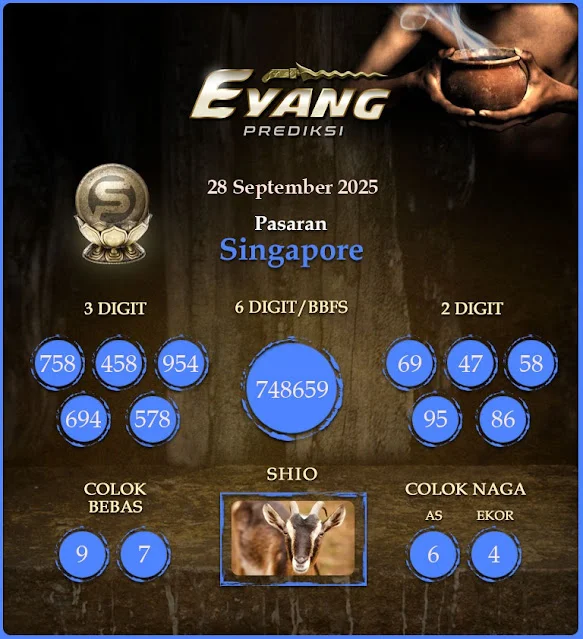 EYANG
PREDIKSI
28 September 2025
Pasaran
Singapore
3 DIGIT
758 458 954
694 578
6 DIGIT/BBFS
748659
2 DIGIT
69 47 58
95 86
COLOK
BEBAS
9 7
SHIO
COLOK NAGA
AS EKOR
6 4